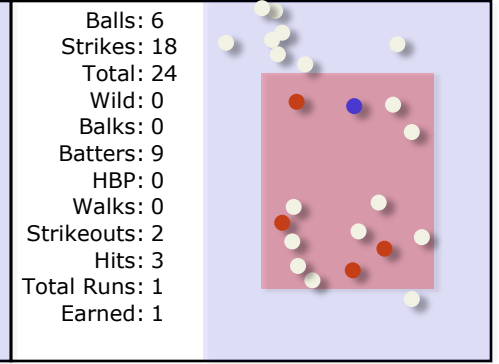 Balls: 6
Strikes: 18
Total: 24
Wild: 0
Balks: 0
Batters: 9
HBP: 0
Walks: 0
Strikeouts: 2
Hits: 3
Total Runs: 1
Earned: 1